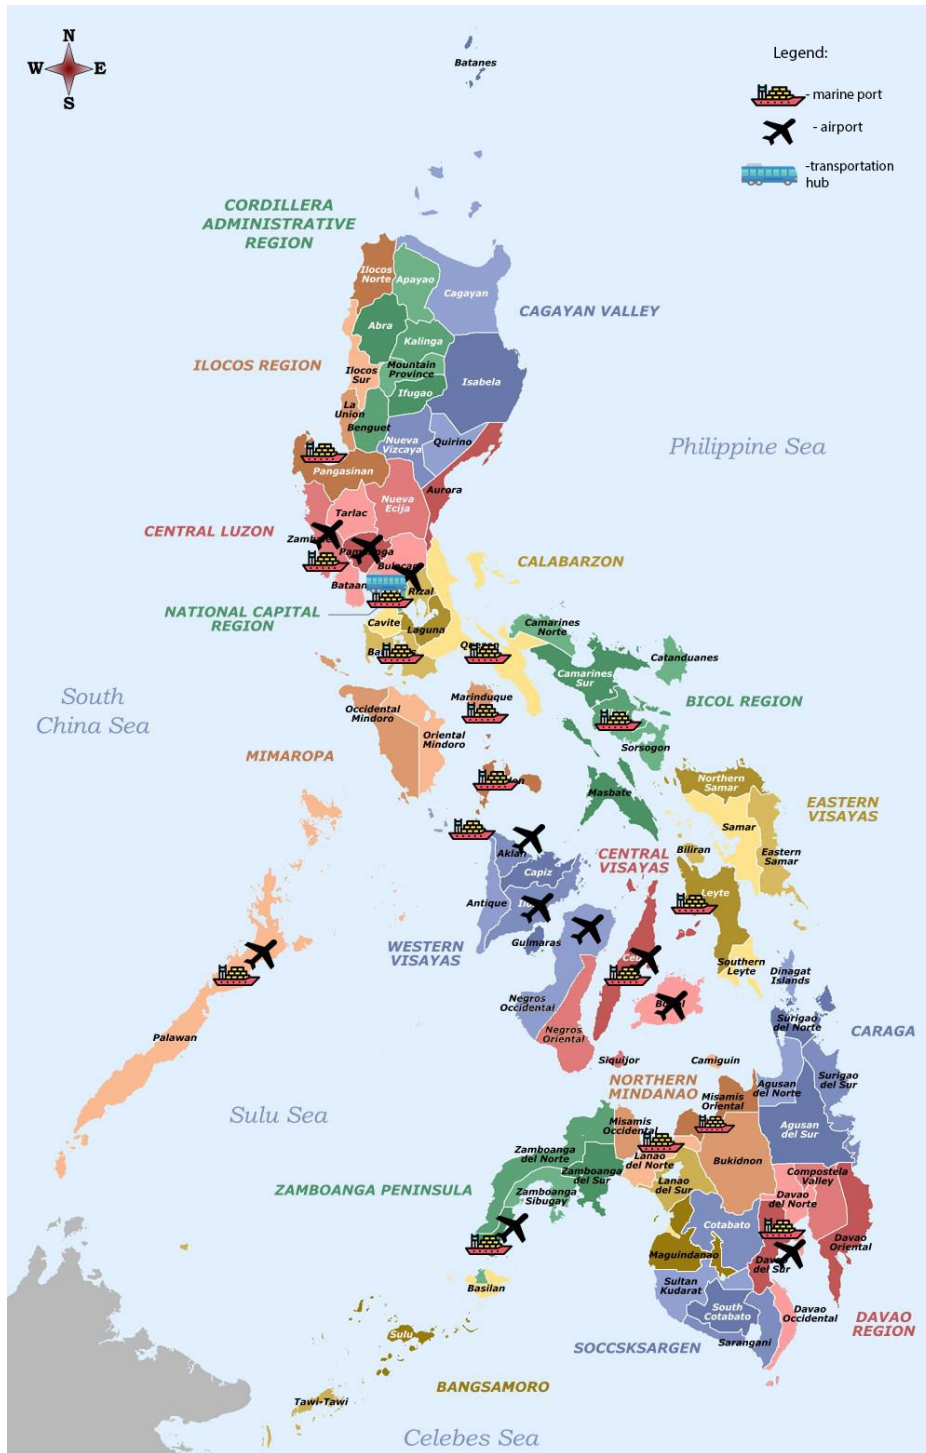 N
W E
S
Legend:
- marine port
- airport
-transportation
hub
Batanes
CORDILLERA
ADMINISTRATIVE
REGION
Ilocos
Norte
Apayao
Cagayan
CAGAYAN VALLEY
Abra
Kalinga
ILOCOS REGION
Ilocos
Sur
Mountain
Province
Isabela
Ifugao
La
Union
Benguet
Nueva
Vizcaya
Quirino
Philippine Sea
Pangasinan
Aurora
Nueva
Ecija
Tarlac
CENTRAL LUZON
CALABARZON
Bataan
Rizal
NATIONAL CAPITAL
REGION
Cavite
Laguna
Camarines
Norte
Catanduanes
Camarines
Sur
South
China Sea
BICOL REGION
Marinduque
Occidental
Mindoro
Oriental
Mindoro
Sorsogon
MIMAROPA
Masbate
Northern
Samar
EASTERN
VISAYAS
Samar
Eastern
Samar
Biliran
CENTRAL
VISAYAS
Aklan
Capiz
Leyte
Antique
WESTERN
VISAYAS
Guimaras
Southern
Leyte
Dinagat
Islands
Negros
Occidental
Negros
Oriental
Surigao
del Norte
CARAGA
Palawan
Siquijor
Camiguin
Sulu Sea
NORTHERN
MINDANAO
Agusan
del Norte
Surigao
del Sur
Misamis
Oriental
Misamis
Occidental
Agusan
del Sur
Zamboanga
del Norte
Lanao
del Norte
Bukidnon
Zamboanga
del Sur
Compostela
Valley
ZAMBOANGA PENINSULA
Zamboanga
Sibugay
Lanao
del Sur
Davao
del Norte
Cotabato
Davao
Oriental
Maguindanao
del Sur
Basilan
Sultan
Kudarat
South
Cotabato
Davao
Occidental
DAVAO
REGION
Sulu
Sarangani
SOCCSKSARGEN
BANGSAMORO
Tawi-Tawi
Celebes Sea